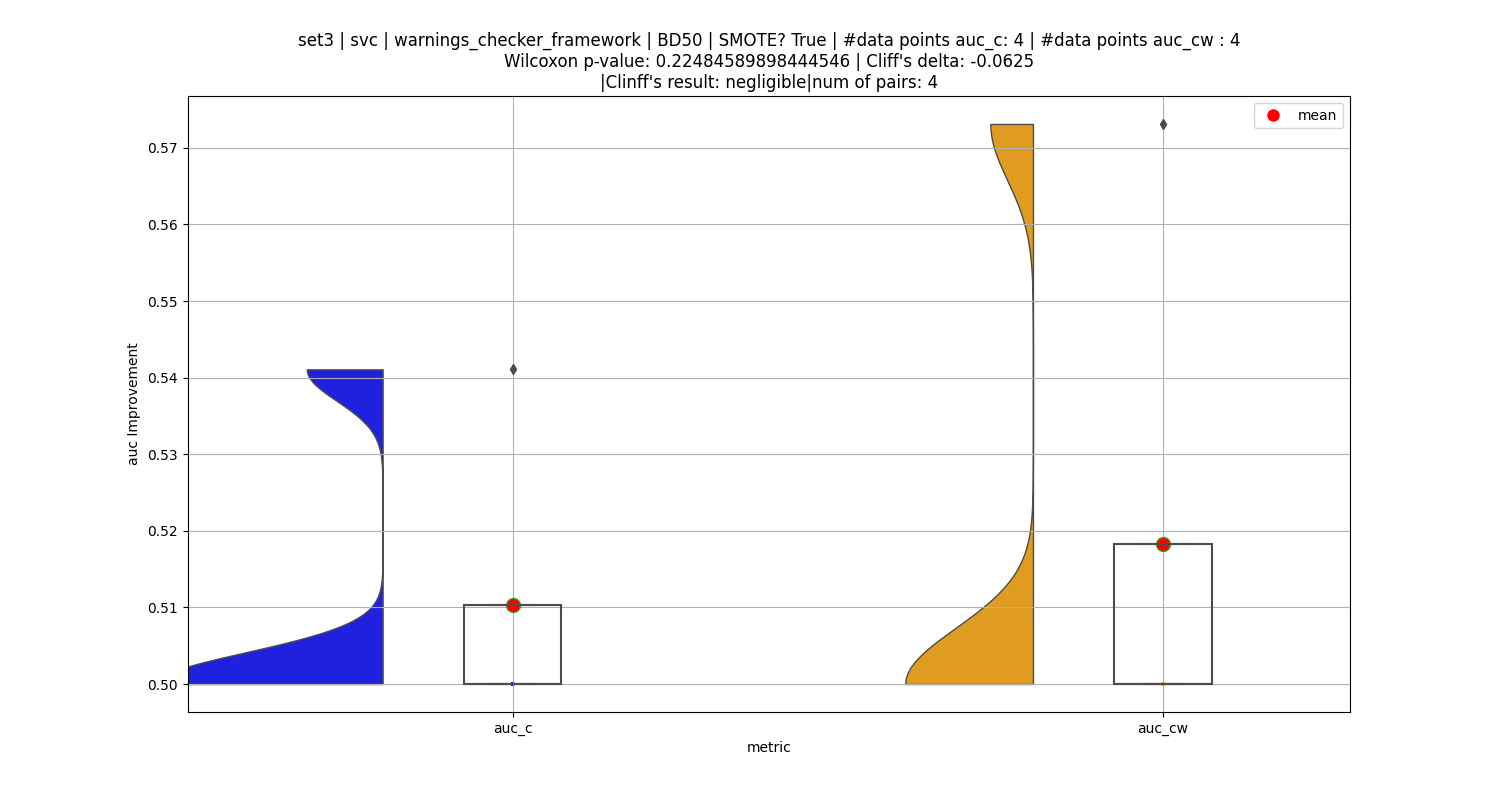 set3 | svc | warnings_checker_framework | BD50 | SMOTE? True | #data points auc_c: 4 | #data points auc_cw : 4
Wilcoxon p-value: 0.22484589898444546 | Cliff's delta: -0.0625
|Clinff's result: negligible|num of pairs: 4
mean
0.57
0.56
0.55
0.54
0.53
0.52
0.51
0.50
auc Improvement
auc_c
auc_cw
metric